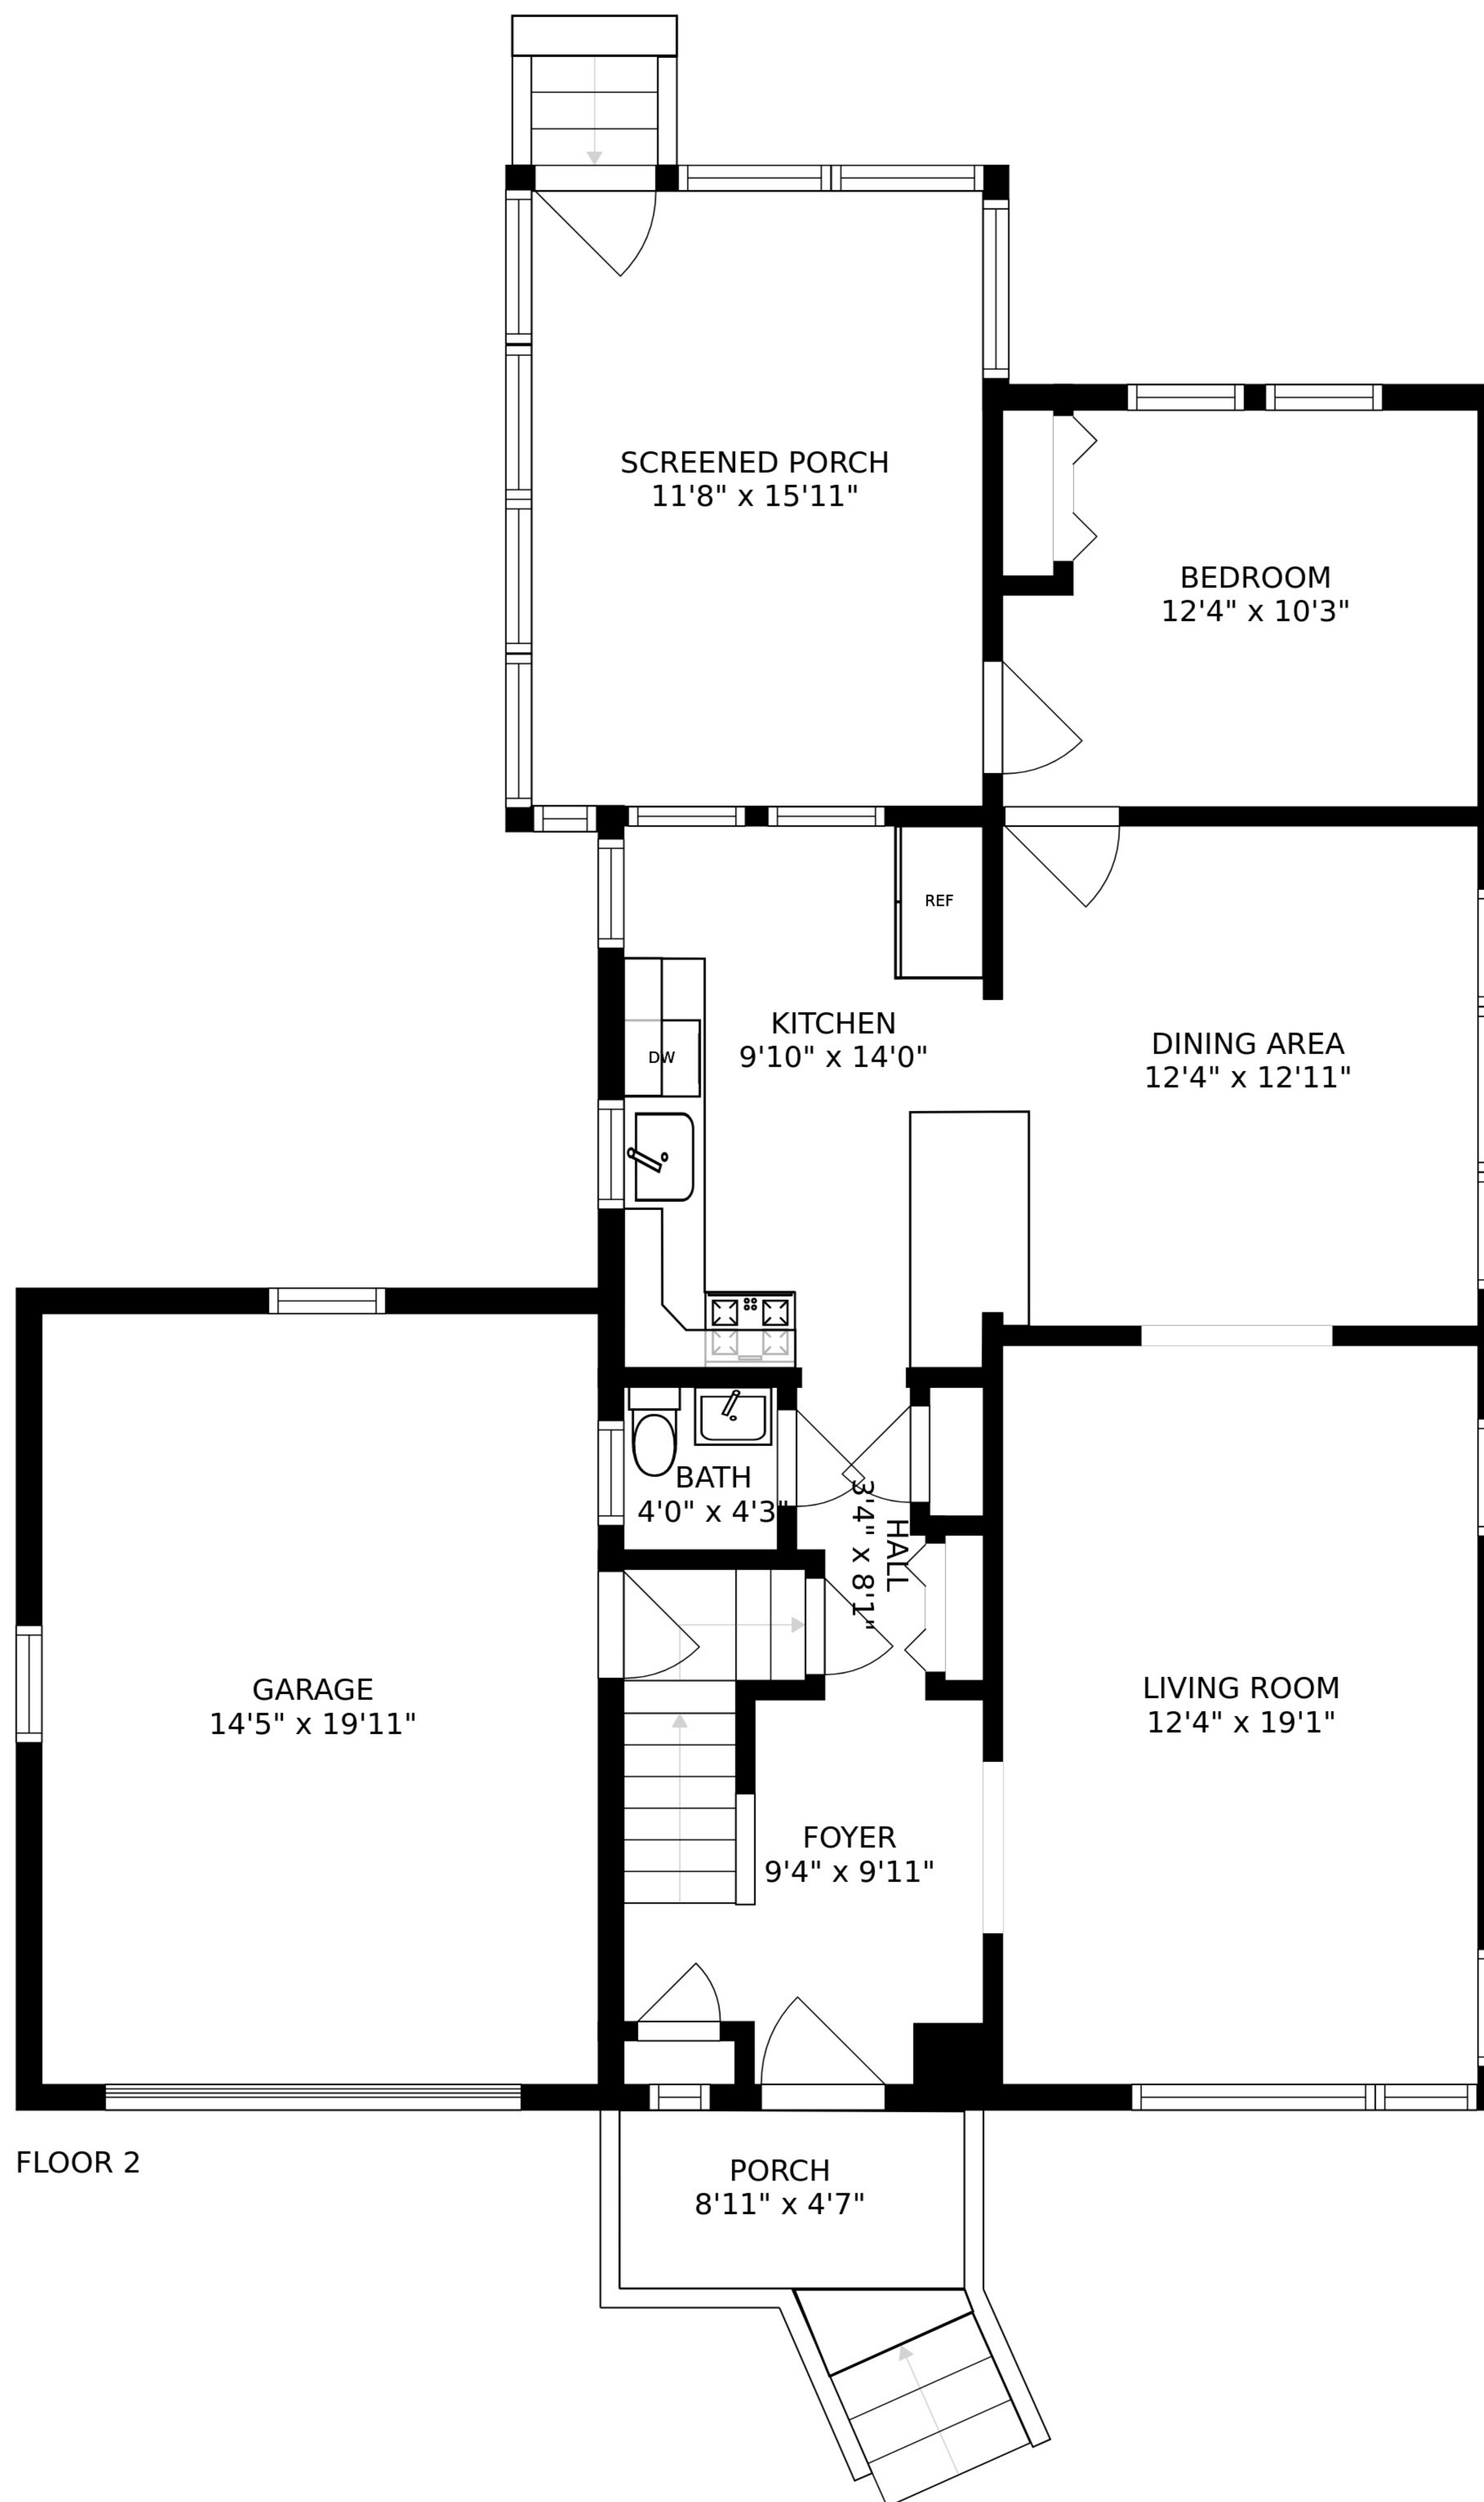 SCREENED PORCH
11'8" x 15'11"
BEDROOM
12'4" x 10'3"
REF
KITCHEN
9'10" x 14'0"
DW
DINING AREA
12'4" x 12'11"
BATH
4'0" x 4'3"
HALL
3'4" x 8'1"
GARAGE
14'5" x 19'11"
LIVING ROOM
12'4" x 19'1"
FOYER
9'4" x 9'11"
FLOOR 2
PORCH
8'11" x 4'7"